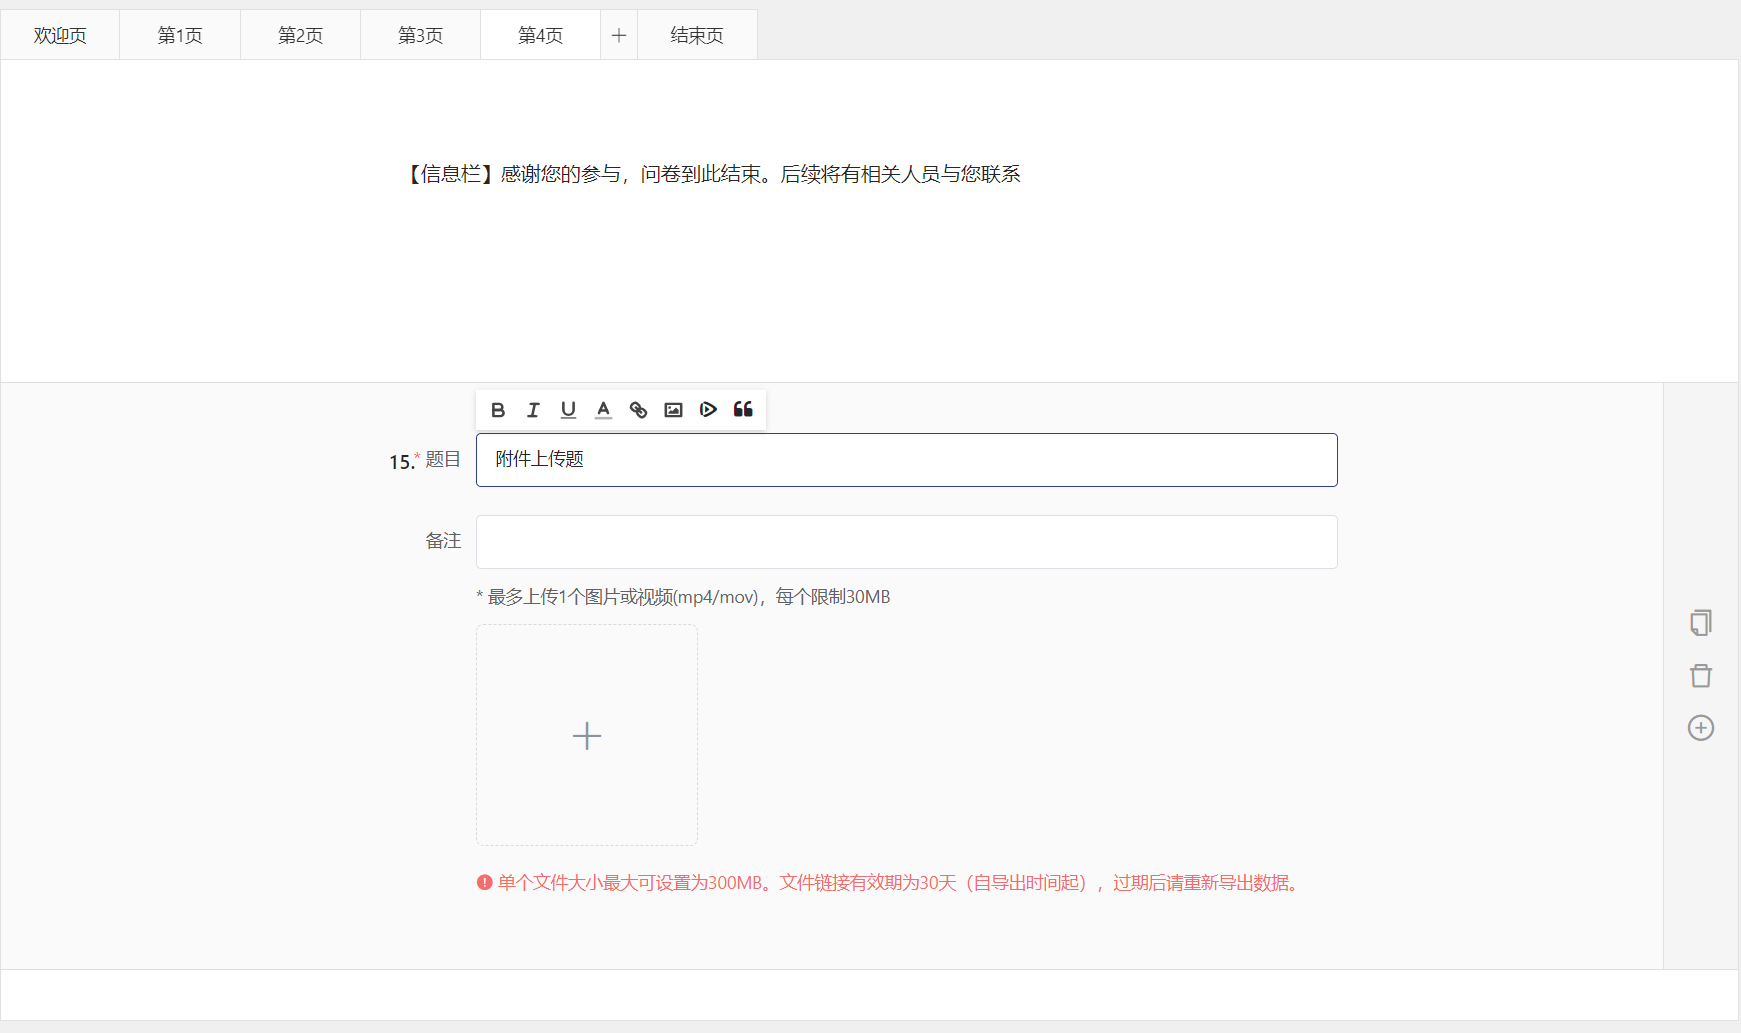 欢迎页 第1页 第2页 第3页 第4页 + 结束页
【信息栏】感谢您的参与，问卷到此结束。后续将有相关人员与您联系
B I U A
15.* 题目 附件上传题
备注
* 最多上传1个图片或视频(mp4/mov)，每个限制30MB
单个文件大小最大可设置为300MB。文件链接有效期为30天（自导出时间起），过期后请重新导出数据。